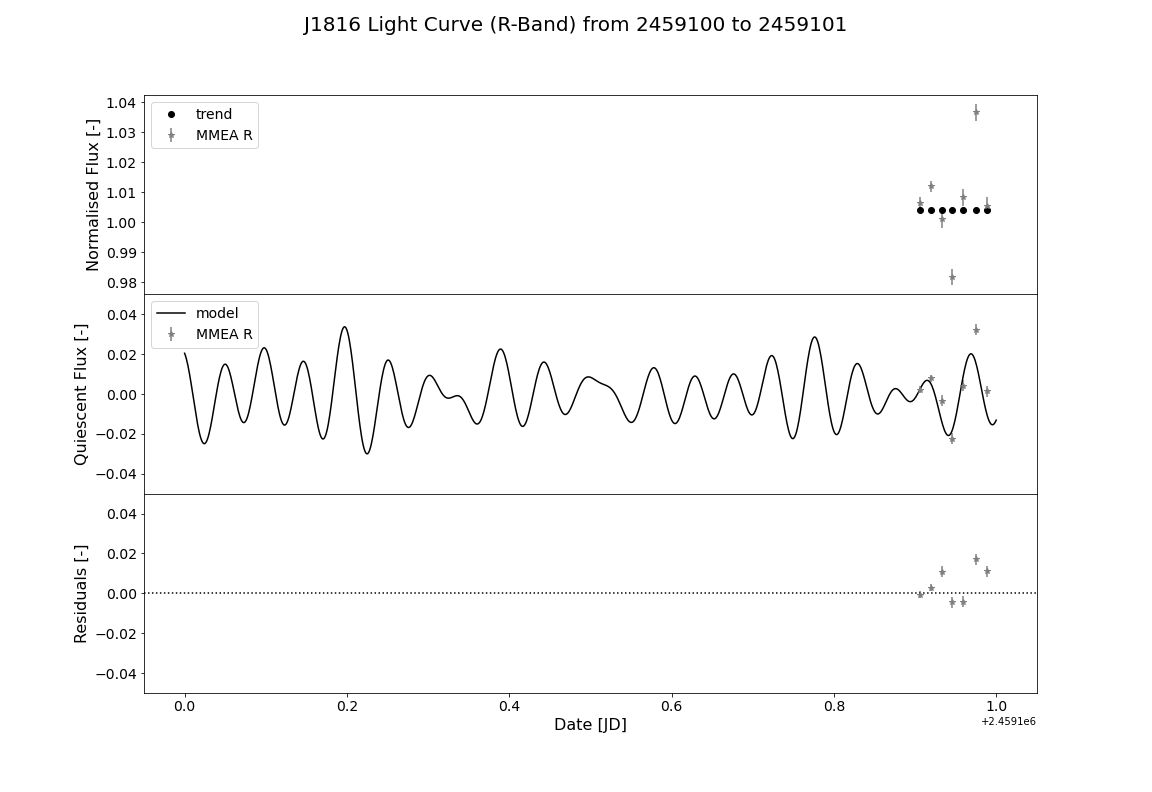 J1816 Light Curve (R-Band) from 2459100 to 2459101
Normalised Flux [-]
1.04
1.03
1.02
1.01
1.00
0.99
0.98
trend
MMEA R
Quiescent Flux [-]
0.04
0.02
0.00
−0.02
−0.04
model
MMEA R
Residuals [-]
0.04
0.02
0.00
−0.02
−0.04
0.0 0.2 0.4 0.6 0.8 1.0
+2.4591e6
Date [JD]